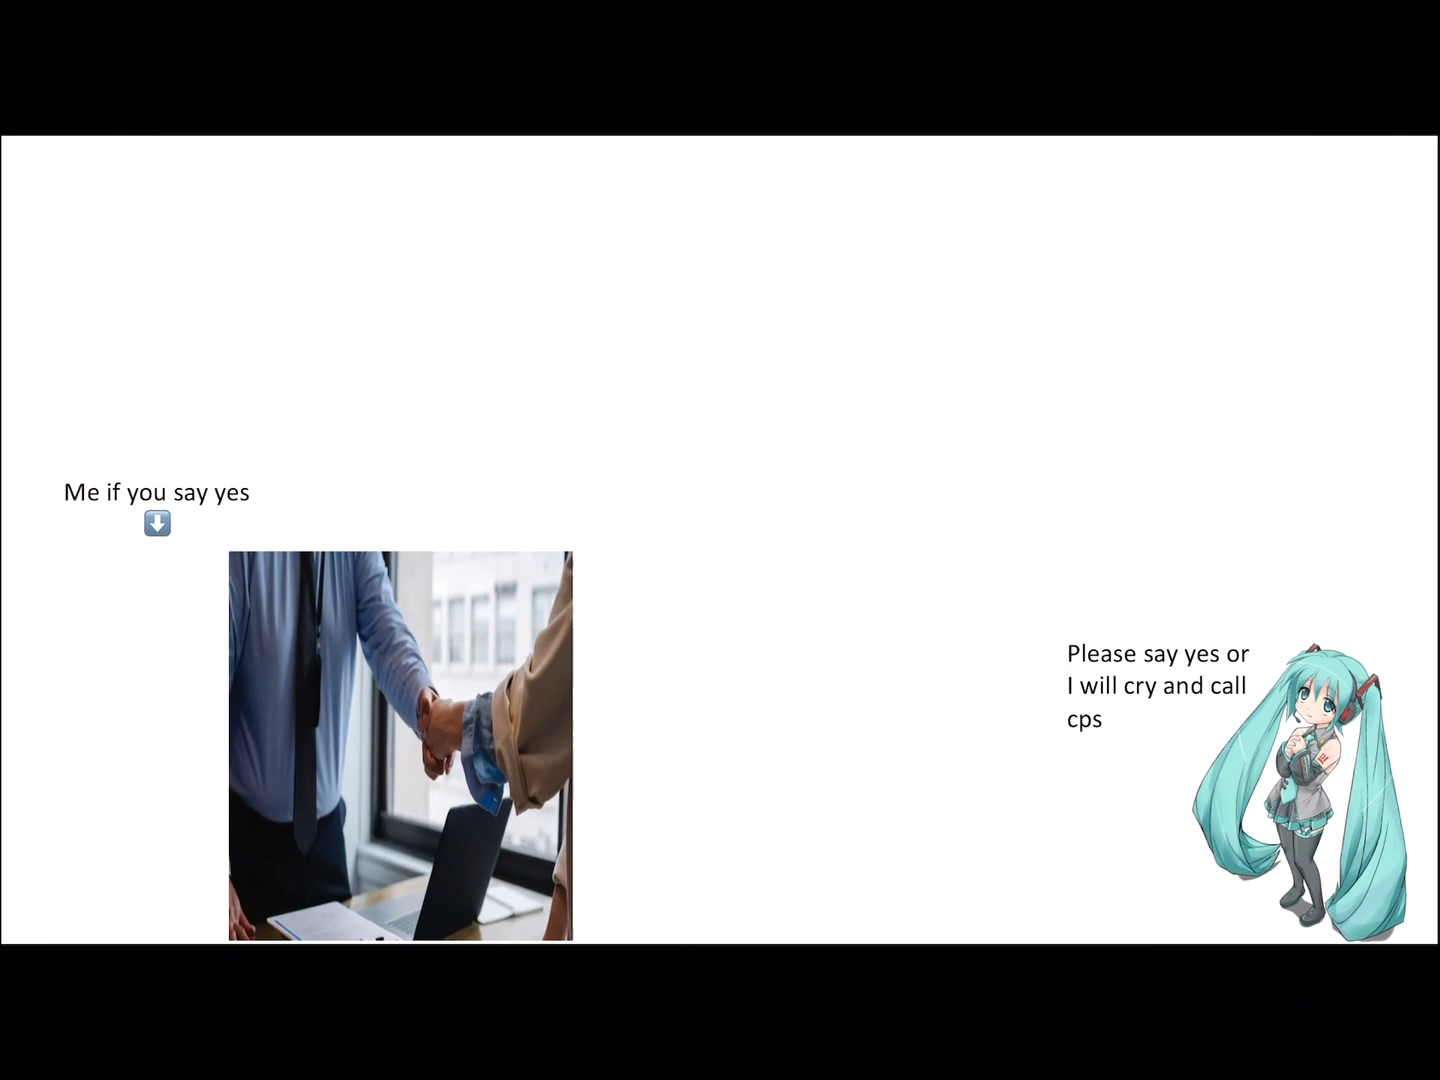 Me if you say yes
⬇️
Please say yes or
I will cry and call
cps